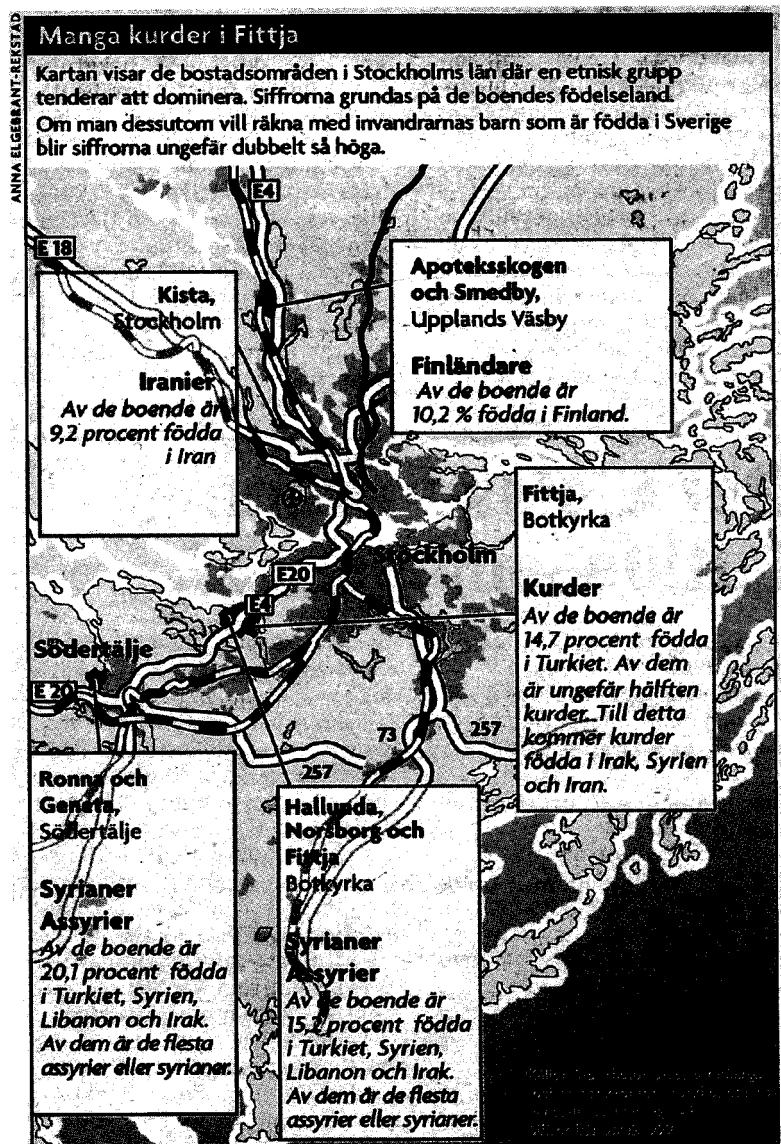 ANNA ELGEBRANT-REKSTAD
Manga kurder i Fittja
Kartan visar de bostadsområden i Stockholms län där en etnisk grupp
tenderar att dominera. Siffrorna grundas på de boendes födelseland.
Om man dessutom vill räkna med invandrarnas barn som är födda i Sverige
blir siffrorna ungefär dubbelt så höga.
E4
E 18
Kista,
Stockholm
Iranier
Av de boende är
9,2 procent födda
i Iran
Apoteksskogen
och Smedby,
Upplands Väsby
Finländare
Av de boende är
10,2 % födda i Finland.
Fittja,
Botkyrka
Kurder
Av de boende är
14,7 procent födda
i Turkiet. Av dem
är ungefär hälften
kurder. Till detta
kommer kurder
födda i Irak, Syrien
och Iran.
Stockholm
E20
E4
Södertälje
E 20
73
257
257
Ronna och
Geneta,
Södertälje
Syrianer
Assyrier
Av de boende är
20,1 procent födda
i Turkiet, Syrien,
Libanon och Irak.
Av dem är de flesta
assyrier eller syrianer.
Hallunda,
Norsborg och
Fittja
Botkyrka
Syrianer
Assyrier
Av de boende är
15,2 procent födda
i Turkiet, Syrien,
Libanon och Irak.
Av dem är de flesta
assyrier eller syrianer.